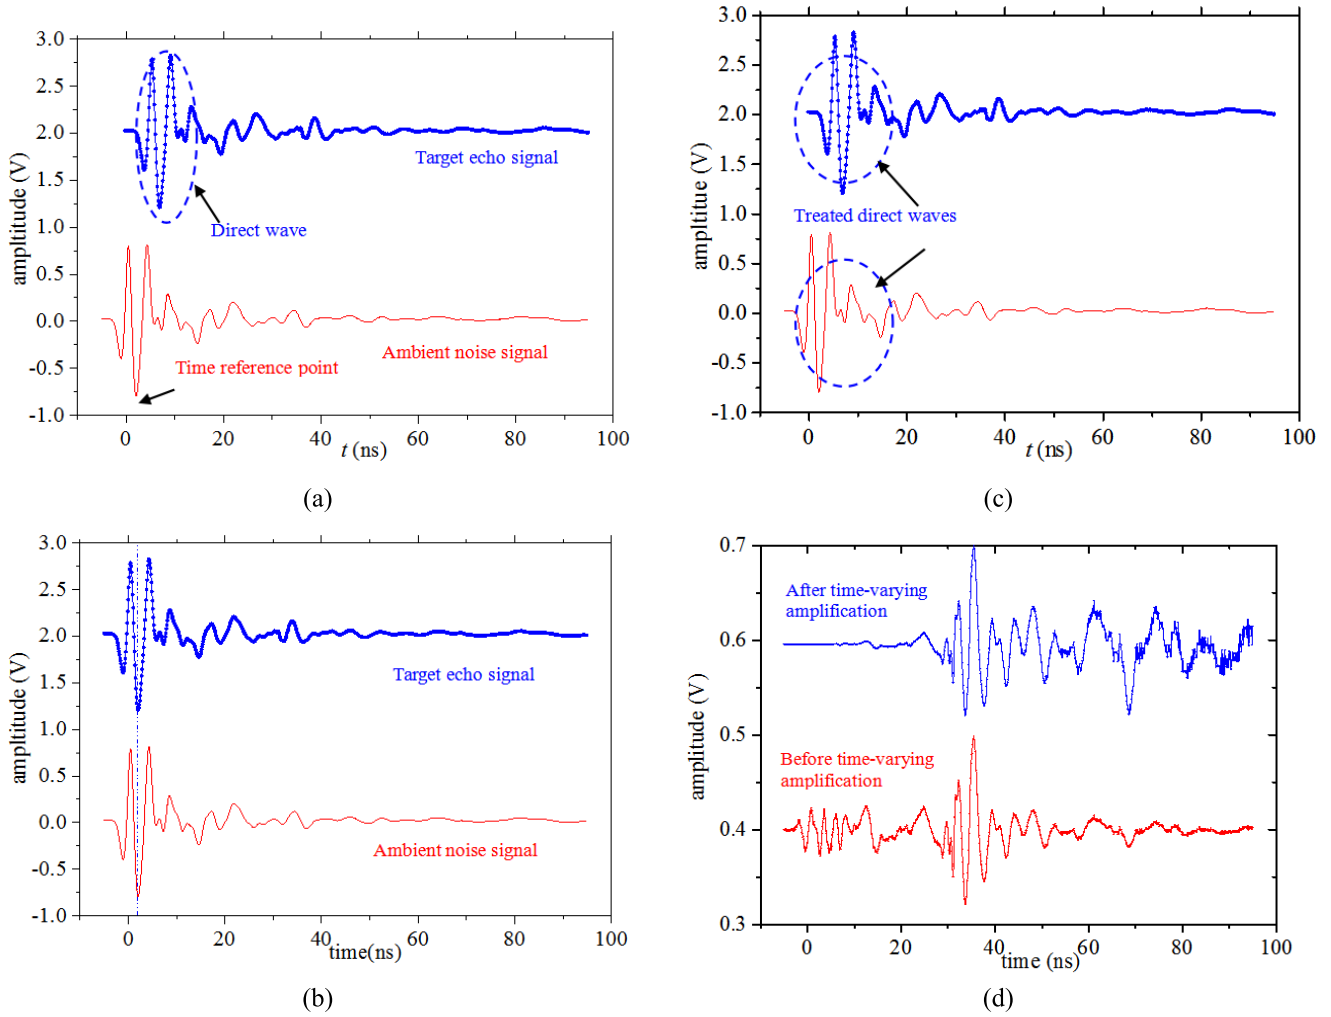 3.0
2.5
2.0
1.5
1.0
0.5
0.0
-0.5
-1.0
ampltitude (V)
Target echo signal
Direct wave
Ambient noise signal
Time reference point
0
20
40
60
80
100
t (ns)
(a)
3.0
2.5
2.0
1.5
1.0
0.5
0.0
-0.5
-1.0
ampltitue (V)
Treated direct waves
0
20
40
60
80
100
t (ns)
(c)
3.0
2.5
2.0
1.5
1.0
0.5
0.0
-0.5
-1.0
ampltitude (V)
Target echo signal
Ambient noise signal
0
20
40
60
80
100
time(ns)
(b)
0.7
0.6
0.5
0.4
0.3
amplitude (V)
After time-varying
amplification
Before time-varying
amplification
0
20
40
60
80
100
time (ns)
(d)